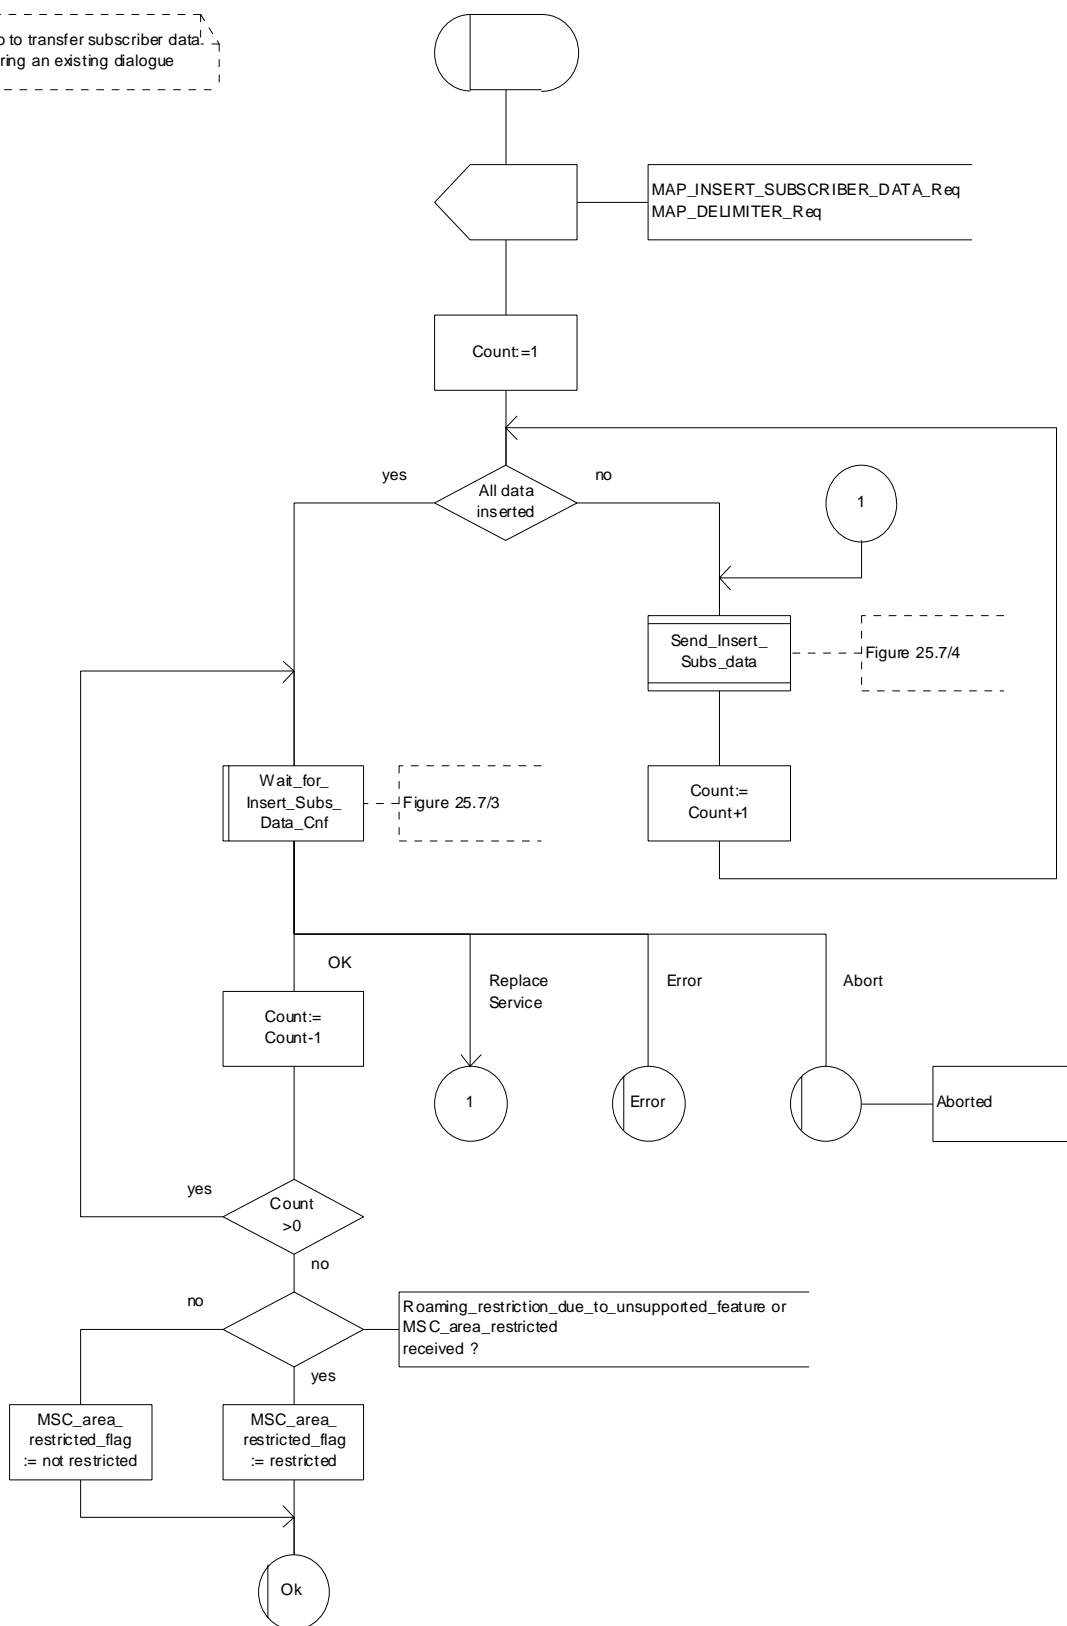 to transfer subscriber data
ring an existing dialogue
MAP_INSERT_SUBSCRIBER_DATA_Req
MAP_DELIMITER_Req
Count:=1
yes
no
All data
inserted
1
Send_Insert_
Subs_data
Figure 25.7/4
Wait_for_
Insert_Subs_
Data_Cnf
Figure 25.7/3
Count:=
Count+1
OK
Replace
Service
Error
Abort
Count:=
Count-1
1
Error
Aborted
yes
Count
>0
no
no
Roaming_restriction_due_to_unsupported_feature or
MSC_area_restricted
received ?
yes
MSC_area_
restricted_flag
:= not restricted
MSC_area_
restricted_flag
:= restricted
Ok